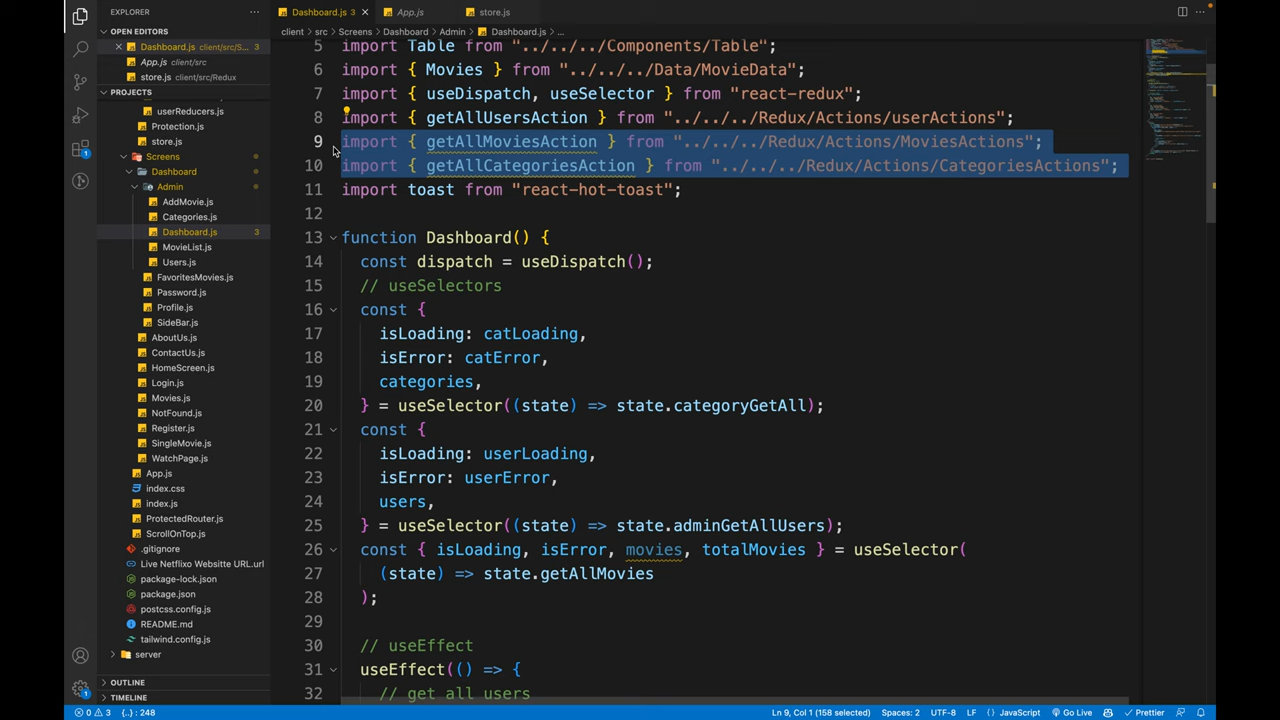 EXPLORER
Dashboard.js 3
App.js
store.js
client > src > Screens > Dashboard > Admin > Dashboard.js > ...
OPEN EDITORS
Dashboard.js client/src/S... 3
App.js client/src
store.js client/src/Redux
PROJECTS
userReducers.js
Protection.js
store.js
Screens
Dashboard
Admin
AddMovie.js
Categories.js
Dashboard.js 3
MovieList.js
Users.js
FavoritesMovies.js
Password.js
Profile.js
SideBar.js
AboutUs.js
ContactUs.js
HomeScreen.js
Login.js
Movies.js
NotFound.js
Register.js
SingleMovie.js
WatchPage.js
App.js
index.css
index.js
ProtectedRouter.js
ScrollOnTop.js
.gitignore
Live Netflixo Websitte URL.url
package-lock.json
package.json
postcss.config.js
README.md
tailwind.config.js
server
OUTLINE
TIMELINE
5 import Table from "../../../Components/Table";
6 import { Movies } from "../../../Data/MovieData";
7 import { useDispatch, useSelector } from "react-redux";
8 import { getAllUsersAction } from "../../../Redux/Actions/userActions";
9 import { getAllMoviesAction } from "../../../Redux/Actions/MoviesActions";
10 import { getAllCategoriesAction } from "../../../Redux/Actions/CategoriesActions";
11 import toast from "react-hot-toast";
12
13 function Dashboard() {
14 const dispatch = useDispatch();
15 // useSelectors
16 const {
17 isLoading: catLoading,
18 isError: catError,
19 categories,
20 } = useSelector((state) => state.categoryGetAll);
21 const {
22 isLoading: userLoading,
23 isError: userError,
24 users,
25 } = useSelector((state) => state.adminGetAllUsers);
26 const { isLoading, isError, movies, totalMovies } = useSelector(
27 (state) => state.getAllMovies
28 );
29
30 // useEffect
31 useEffect(() => {
32 // get all users
1
1
0 3 {..}: 248
Ln 9, Col 1 (158 selected) Spaces: 2 UTF-8 LF {} JavaScript Go Live Prettier